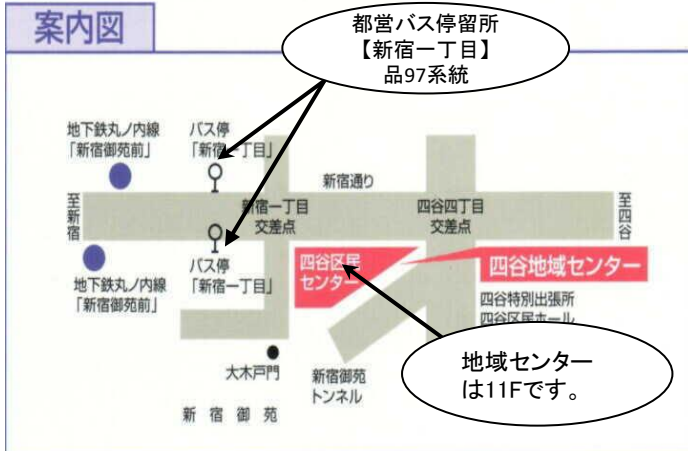 案内図
都営バス停留所
【新宿一丁目】
品97系統
地下鉄丸ノ内線
「新宿御苑前」
バス停
「新宿一丁目」
新宿通り
至新宿
新宿一丁目
交差点
四谷四丁目
交差点
至四谷
地下鉄丸ノ内線
「新宿御苑前」
バス停
「新宿一丁目」
四谷区民
センター
四谷地域センター
四谷特別出張所
四谷区民ホール
大木戸門
新宿御苑
トンネル
地域センター
は11Fです。
新宿御苑